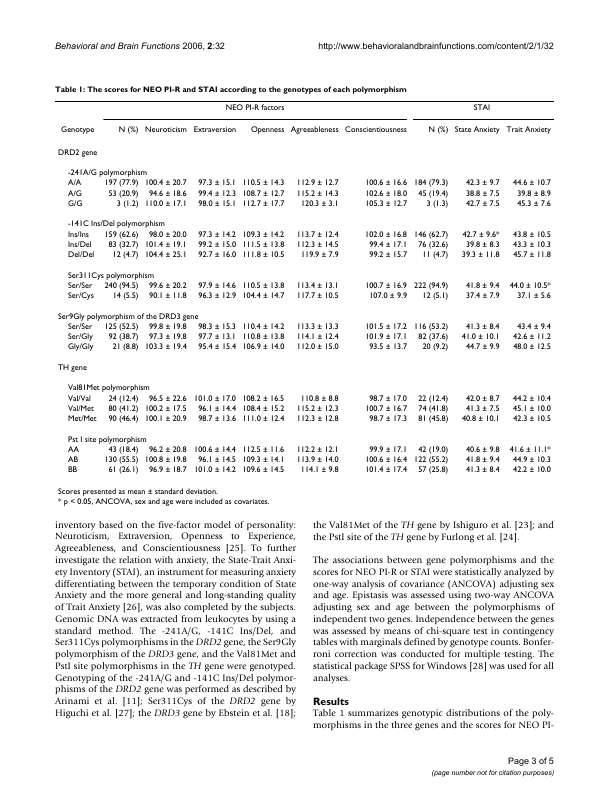 Behavioral and Brain Functions 2006, 2:32 http://www.behavioralandbrainfunctions.com/content/2/1/32
Table 1: The scores for NEO PI-R and STAI according to the genotypes of each polymorphism
NEO PI-R factors STAI
Genotype N (%) Neuroticism Extraversion Openness Agreeableness Conscientiousness N (%) State Anxiety Trait Anxiety
DRD2 gene
-241A/G polymorphism
A/A 197 (77.9) 100.4 ± 20.7 97.3 ± 15.1 110.5 ± 14.3 112.9 ± 12.7 100.6 ± 16.6 184 (79.3) 42.3 ± 9.7 44.6 ± 10.7
A/G 53 (20.9) 94.6 ± 18.6 99.4 ± 12.3 108.7 ± 12.7 115.2 ± 14.3 102.6 ± 18.0 45 (19.4) 38.8 ± 7.5 39.8 ± 8.9
G/G 3 (1.2) 110.0 ± 17.1 98.0 ± 15.1 112.7 ± 17.7 120.3 ± 3.1 105.3 ± 12.7 3 (1.3) 42.7 ± 7.5 45.3 ± 7.6
-141C Ins/Del polymorphism
Ins/Ins 159 (62.6) 98.0 ± 20.0 97.3 ± 14.2 109.3 ± 14.2 113.7 ± 12.4 102.0 ± 16.8 146 (62.7) 42.7 ± 9.6* 43.8 ± 10.5
Ins/Del 83 (32.7) 101.4 ± 19.1 99.2 ± 15.0 111.5 ± 13.8 112.3 ± 14.5 99.4 ± 17.1 76 (32.6) 39.8 ± 8.3 43.3 ± 10.3
Del/Del 12 (4.7) 104.4 ± 25.1 92.7 ± 16.0 111.8 ± 10.5 119.9 ± 7.9 99.2 ± 15.7 11 (4.7) 39.3 ± 11.8 45.7 ± 11.8
Ser311Cys polymorphism
Ser/Ser 240 (94.5) 99.6 ± 20.2 97.9 ± 14.6 110.5 ± 13.8 113.4 ± 13.1 100.7 ± 16.9 222 (94.9) 41.8 ± 9.4 44.0 ± 10.5*
Ser/Cys 14 (5.5) 90.1 ± 11.8 96.3 ± 12.9 104.4 ± 14.7 117.7 ± 10.5 107.0 ± 9.9 12 (5.1) 37.4 ± 7.9 37.1 ± 5.6
Ser9Gly polymorphism of the DRD3 gene
Ser/Ser 125 (52.5) 99.8 ± 19.8 98.3 ± 15.3 110.4 ± 14.2 113.3 ± 13.3 101.5 ± 17.2 116 (53.2) 41.3 ± 8.4 43.4 ± 9.4
Ser/Gly 92 (38.7) 97.3 ± 19.8 97.7 ± 13.1 110.8 ± 13.8 114.1 ± 12.4 101.9 ± 17.1 82 (37.6) 41.0 ± 10.1 42.6 ± 11.2
Gly/Gly 21 (8.8) 103.3 ± 19.4 95.4 ± 15.4 106.9 ± 14.0 112.0 ± 15.0 93.5 ± 13.7 20 (9.2) 44.7 ± 9.9 48.0 ± 12.5
TH gene
Val81Met polymorphism
Val/Val 24 (12.4) 96.5 ± 22.6 101.0 ± 17.0 108.2 ± 16.5 110.8 ± 8.8 98.7 ± 17.0 22 (12.4) 42.0 ± 8.7 44.2 ± 10.4
Val/Met 80 (41.2) 100.2 ± 17.5 96.1 ± 14.4 108.4 ± 15.2 115.2 ± 12.3 100.7 ± 16.7 74 (41.8) 41.3 ± 7.5 45.1 ± 10.0
Met/Met 90 (46.4) 100.1 ± 20.9 98.7 ± 13.6 111.0 ± 12.4 112.3 ± 12.8 98.7 ± 17.3 81 (45.8) 40.8 ± 10.1 42.3 ± 10.5
Pst I site polymorphism
AA 43 (18.4) 96.2 ± 20.8 100.6 ± 14.4 112.5 ± 11.6 112.2 ± 12.1 99.9 ± 17.1 42 (19.0) 40.6 ± 9.8 41.6 ± 11.1*
AB 130 (55.5) 100.8 ± 19.8 96.1 ± 14.5 109.3 ± 14.1 113.9 ± 14.0 100.6 ± 16.4 122 (55.2) 41.8 ± 9.4 44.9 ± 10.3
BB 61 (26.1) 96.9 ± 18.7 101.0 ± 14.2 109.6 ± 14.5 114.1 ± 9.8 101.4 ± 17.4 57 (25.8) 41.3 ± 8.4 42.2 ± 10.0
Scores presented as mean ± standard deviation.
* p < 0.05, ANCOVA, sex and age were included as covariates.
inventory based on the five-factor model of personality:
Neuroticism, Extraversion, Openness to Experience,
Agreeableness, and Conscientiousness [25]. To further
investigate the relation with anxiety, the State-Trait Anxi-
ety Inventory (STAI), an instrument for measuring anxiety
differentiating between the temporary condition of State
Anxiety and the more general and long-standing quality
of Trait Anxiety [26], was also completed by the subjects.
Genomic DNA was extracted from leukocytes by using a
standard method. The -241A/G, -141C Ins/Del, and
Ser311Cys polymorphisms in the DRD2 gene, the Ser9Gly
polymorphism of the DRD3 gene, and the Val81Met and
PstI site polymorphisms in the TH gene were genotyped.
Genotyping of the -241A/G and -141C Ins/Del polymor-
phisms of the DRD2 gene was performed as described by
Arinami et al. [11]; Ser311Cys of the DRD2 gene by
Higuchi et al. [27]; the DRD3 gene by Ebstein et al. [18];
the Val81Met of the TH gene by Ishiguro et al. [23]; and
the PstI site of the TH gene by Furlong et al. [24].
The associations between gene polymorphisms and the
scores for NEO PI-R or STAI were statistically analyzed by
one-way analysis of covariance (ANCOVA) adjusting sex
and age. Epistasis was assessed using two-way ANCOVA
adjusting sex and age between the polymorphisms of
independent two genes. Independence between the genes
was assessed by means of chi-square test in contingency
tables with marginals defined by genotype counts. Bonfer-
roni correction was conducted for multiple testing. The
statistical package SPSS for Windows [28] was used for all
analyses.
Results
Table 1 summarizes genotypic distributions of the poly-
morphisms in the three genes and the scores for NEO PI-
Page 3 of 5
(page number not for citation purposes)